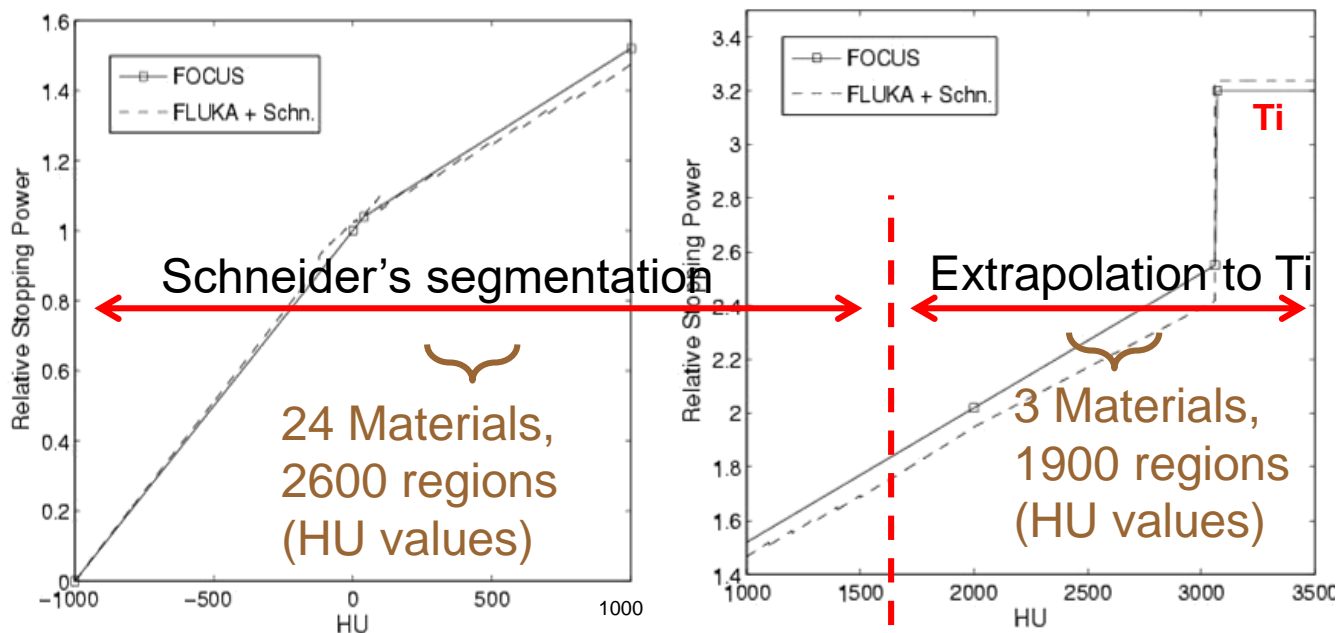 1.6
1.4
1.2
1
0.8
0.6
0.4
0.2
0
Relative Stopping Power
FOCUS
FLUKA + Schn.
Schneider's segmentation
24 Materials,
2600 regions
(HU values)
−1000
−500
0
500
1000
HU
3.4
3.2
3
2.8
2.6
2.4
2.2
2
1.8
1.6
1.4
Relative Stopping Power
FOCUS
FLUKA + Schn.
Ti
Extrapolation to Ti
3 Materials,
1900 regions
(HU values)
1000
1500
2000
2500
3000
3500
HU